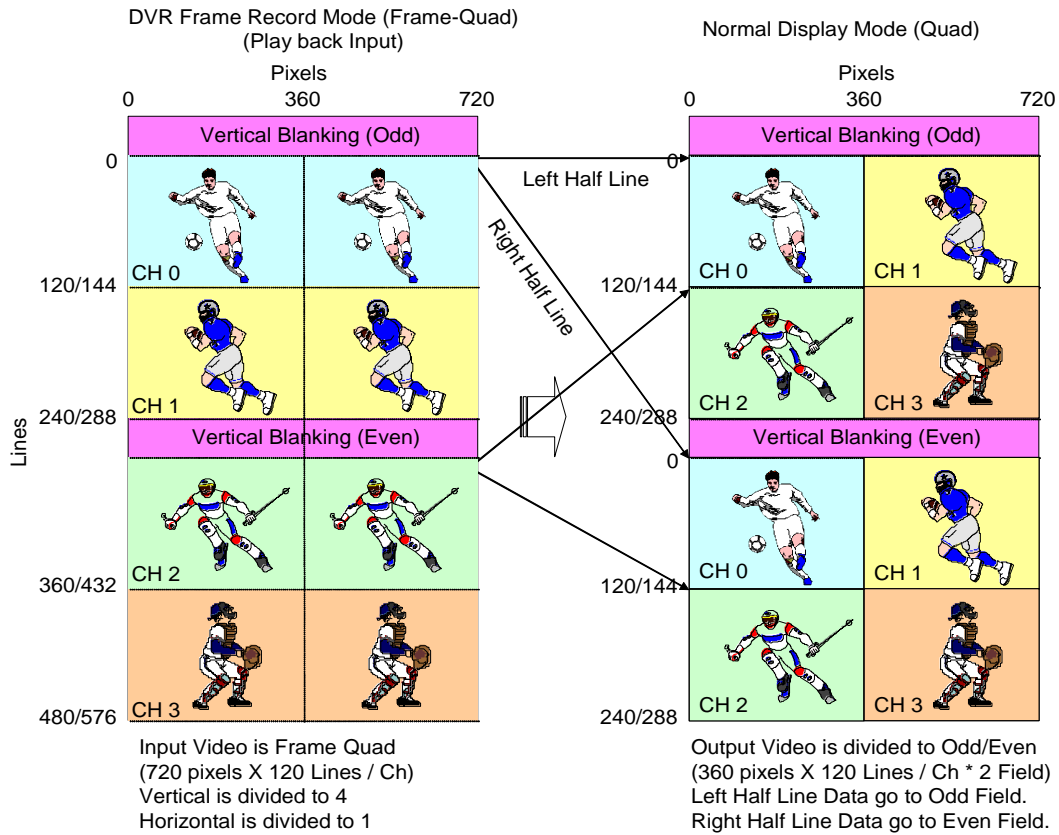 DVR Frame Record Mode (Frame-Quad)
(Play back Input)
Pixels
0 360 720
Vertical Blanking (Odd)
0
CH 0
120/144
CH 1
240/288
Vertical Blanking (Even)
Lines
CH 2
360/432
CH 3
480/576
Input Video is Frame Quad
(720 pixels X 120 Lines / Ch)
Vertical is divided to 4
Horizontal is divided to 1
Left Half Line
Right Half Line
Normal Display Mode (Quad)
Pixels
0 360 720
Vertical Blanking (Odd)
0
CH 0 CH 1
120/144
CH 2 CH 3
240/288
Vertical Blanking (Even)
0
CH 0 CH 1
120/144
CH 2 CH 3
240/288
Output Video is divided to Odd/Even
(360 pixels X 120 Lines / Ch * 2 Field)
Left Half Line Data go to Odd Field.
Right Half Line Data go to Even Field.